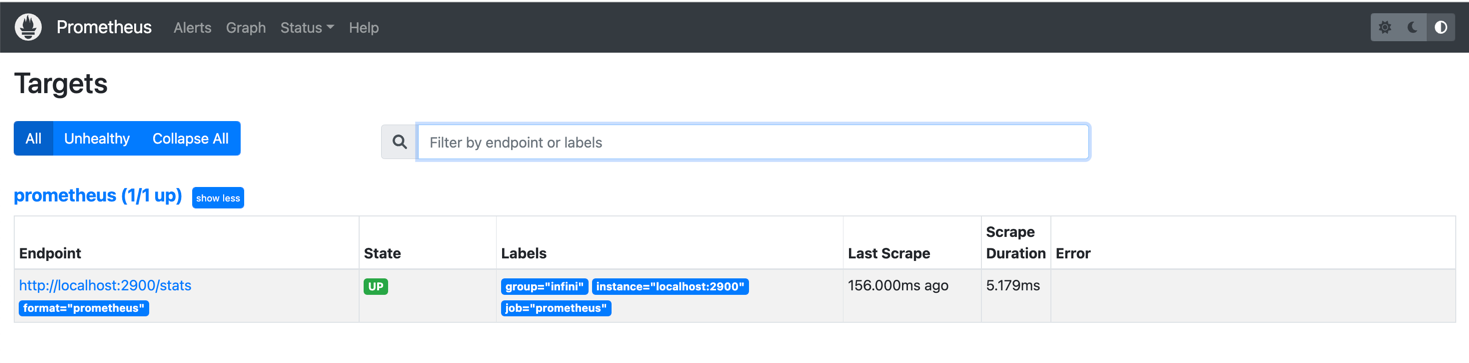 Prometheus Alerts Graph Status Help
Targets
All Unhealthy Collapse All
Filter by endpoint or labels
prometheus (1/1 up) show less
Endpoint State Labels Last Scrape Scrape Duration Error
http://localhost:2900/stats UP group="infini" instance="localhost:2900" 156.000ms ago 5.179ms
format="prometheus" job="prometheus"